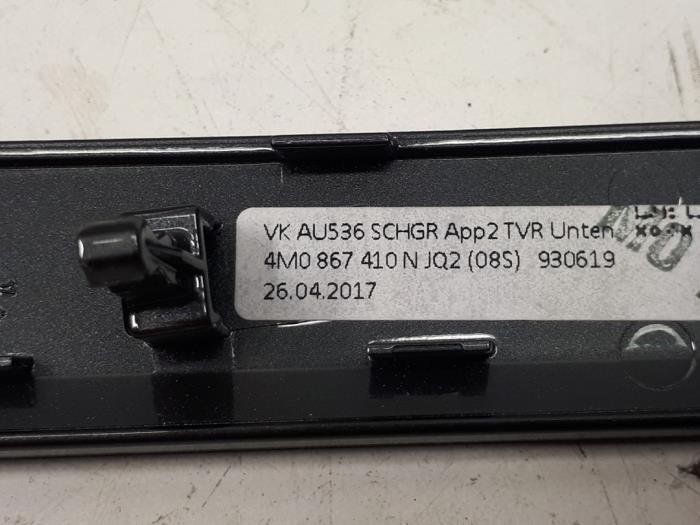 VK AU536 SCHGR App2 TVR Unten
4M0 867 410 N JQ2 (08S) 930619
26.04.2017